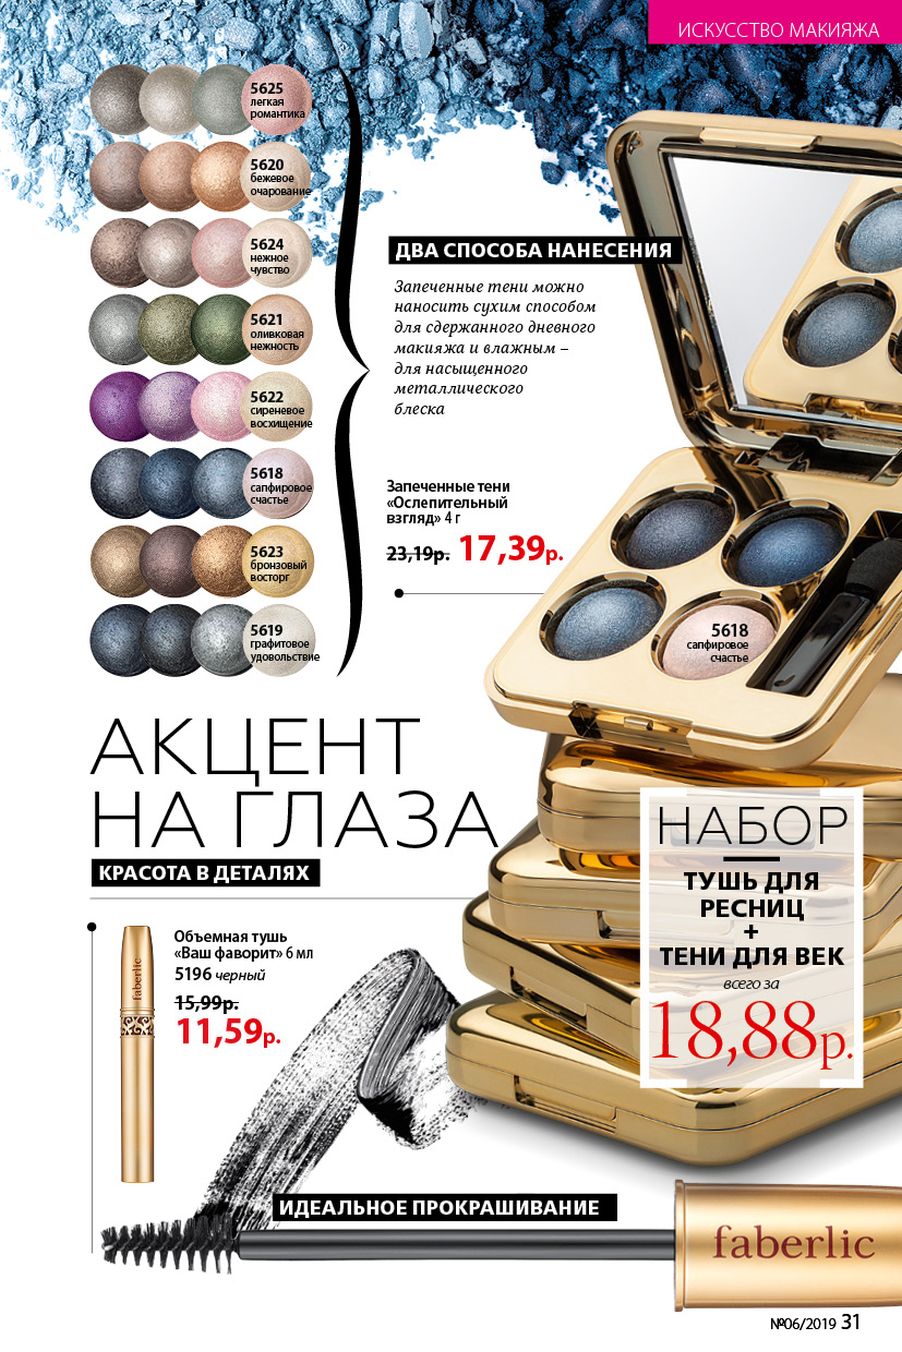 ИСКУССТВО МАКИЯЖА
5625
легкая
романтика
5620
бежевое
очарование
5624
нежное
чувство
5621
оливковая
нежность
5622
сиреневое
восхищение
5618
сапфировое
счастье
5623
бронзовый
восторг
5619
графитовое
удовольствие
ДВА СПОСОБА НАНЕСЕНИЯ
Запеченные тени можно
наносить сухим способом
для сдержанного дневного
макияжа и влажным –
для насыщенного
металлического
блеска
Запеченные тени
«Ослепительный
взгляд» 4 г
23,19р. 17,39р.
5618
сапфировое
счастье
АКЦЕНТ
НА ГЛАЗА
КРАСОТА В ДЕТАЛЯХ
НАБОР
ТУШЬ ДЛЯ
РЕСНИЦ
+
ТЕНИ ДЛЯ ВЕК
всего за
18,88р.
Объемная тушь
«Ваш фаворит» 6 мл
5196 черный
15,99р.
11,59р.
faberlic
ИДЕАЛЬНОЕ ПРОКРАШИВАНИЕ
faberlic
№06/2019 31